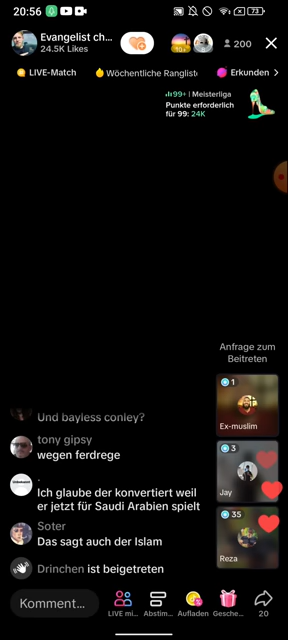 20:56
73
Evangelist ch...
24.5K Likes
10+
200
LIVE-Match
Wöchentliche Ranglist
Erkunden
99+ | Meisterliga
Punkte erforderlich
für 99: 24K
Anfrage zum
Beitreten
1
Ex-muslim
3
Jay
35
Reza
Und bayless conley?
tony gipsy
wegen ferdrege
.
Ich glaube der konvertiert weil
er jetzt für Saudi Arabien spielt
Soter
Das sagt auch der Islam
Drinchen ist beigetreten
Komment...
LIVE mi...
Abstim...
Aufladen
Gesche...
20